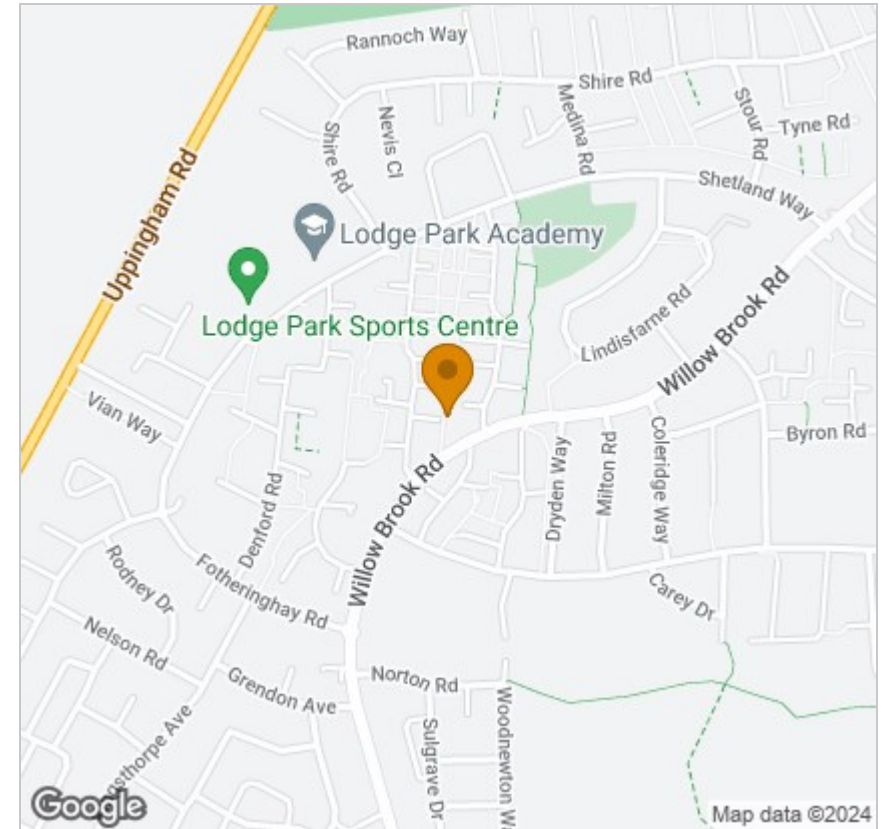 Rannoch Way
Shire Rd
Medina Rd
Stour Rd
Tyne Rd
Nevis Cl
Shire Rd
Shetland Way
Uppingham Rd
Lodge Park Academy
Lodge Park Sports Centre
Lindisfarne Rd
Willow Brook Rd
Vian Way
Byron Rd
Willow Brook Rd
Dryden Way
Milton Rd
Coleridge Way
Denford Rd
Rodney Dr
Fotheringhay Rd
Carey Dr
Nelson Rd
Grendon Ave
Norton Rd
Sulgrave Dr
Google
Map data ©2024